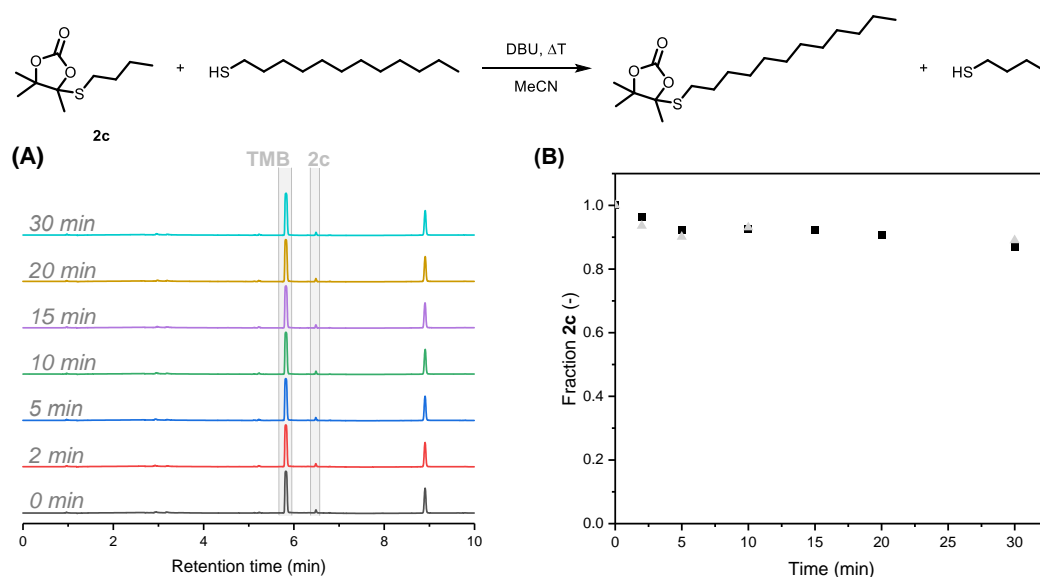 O
O
O
S
+
HS
DBU, ΔT
MeCN
O
O
O
S
+
HS
2c
(A)
(B)
TMB
2c
30 min
20 min
15 min
10 min
5 min
2 min
0 min
0
2
4
6
8
10
Retention time (min)
1.0
0.8
0.6
0.4
0.2
0.0
Fraction 2c (-)
0
5
10
15
20
25
30
Time (min)